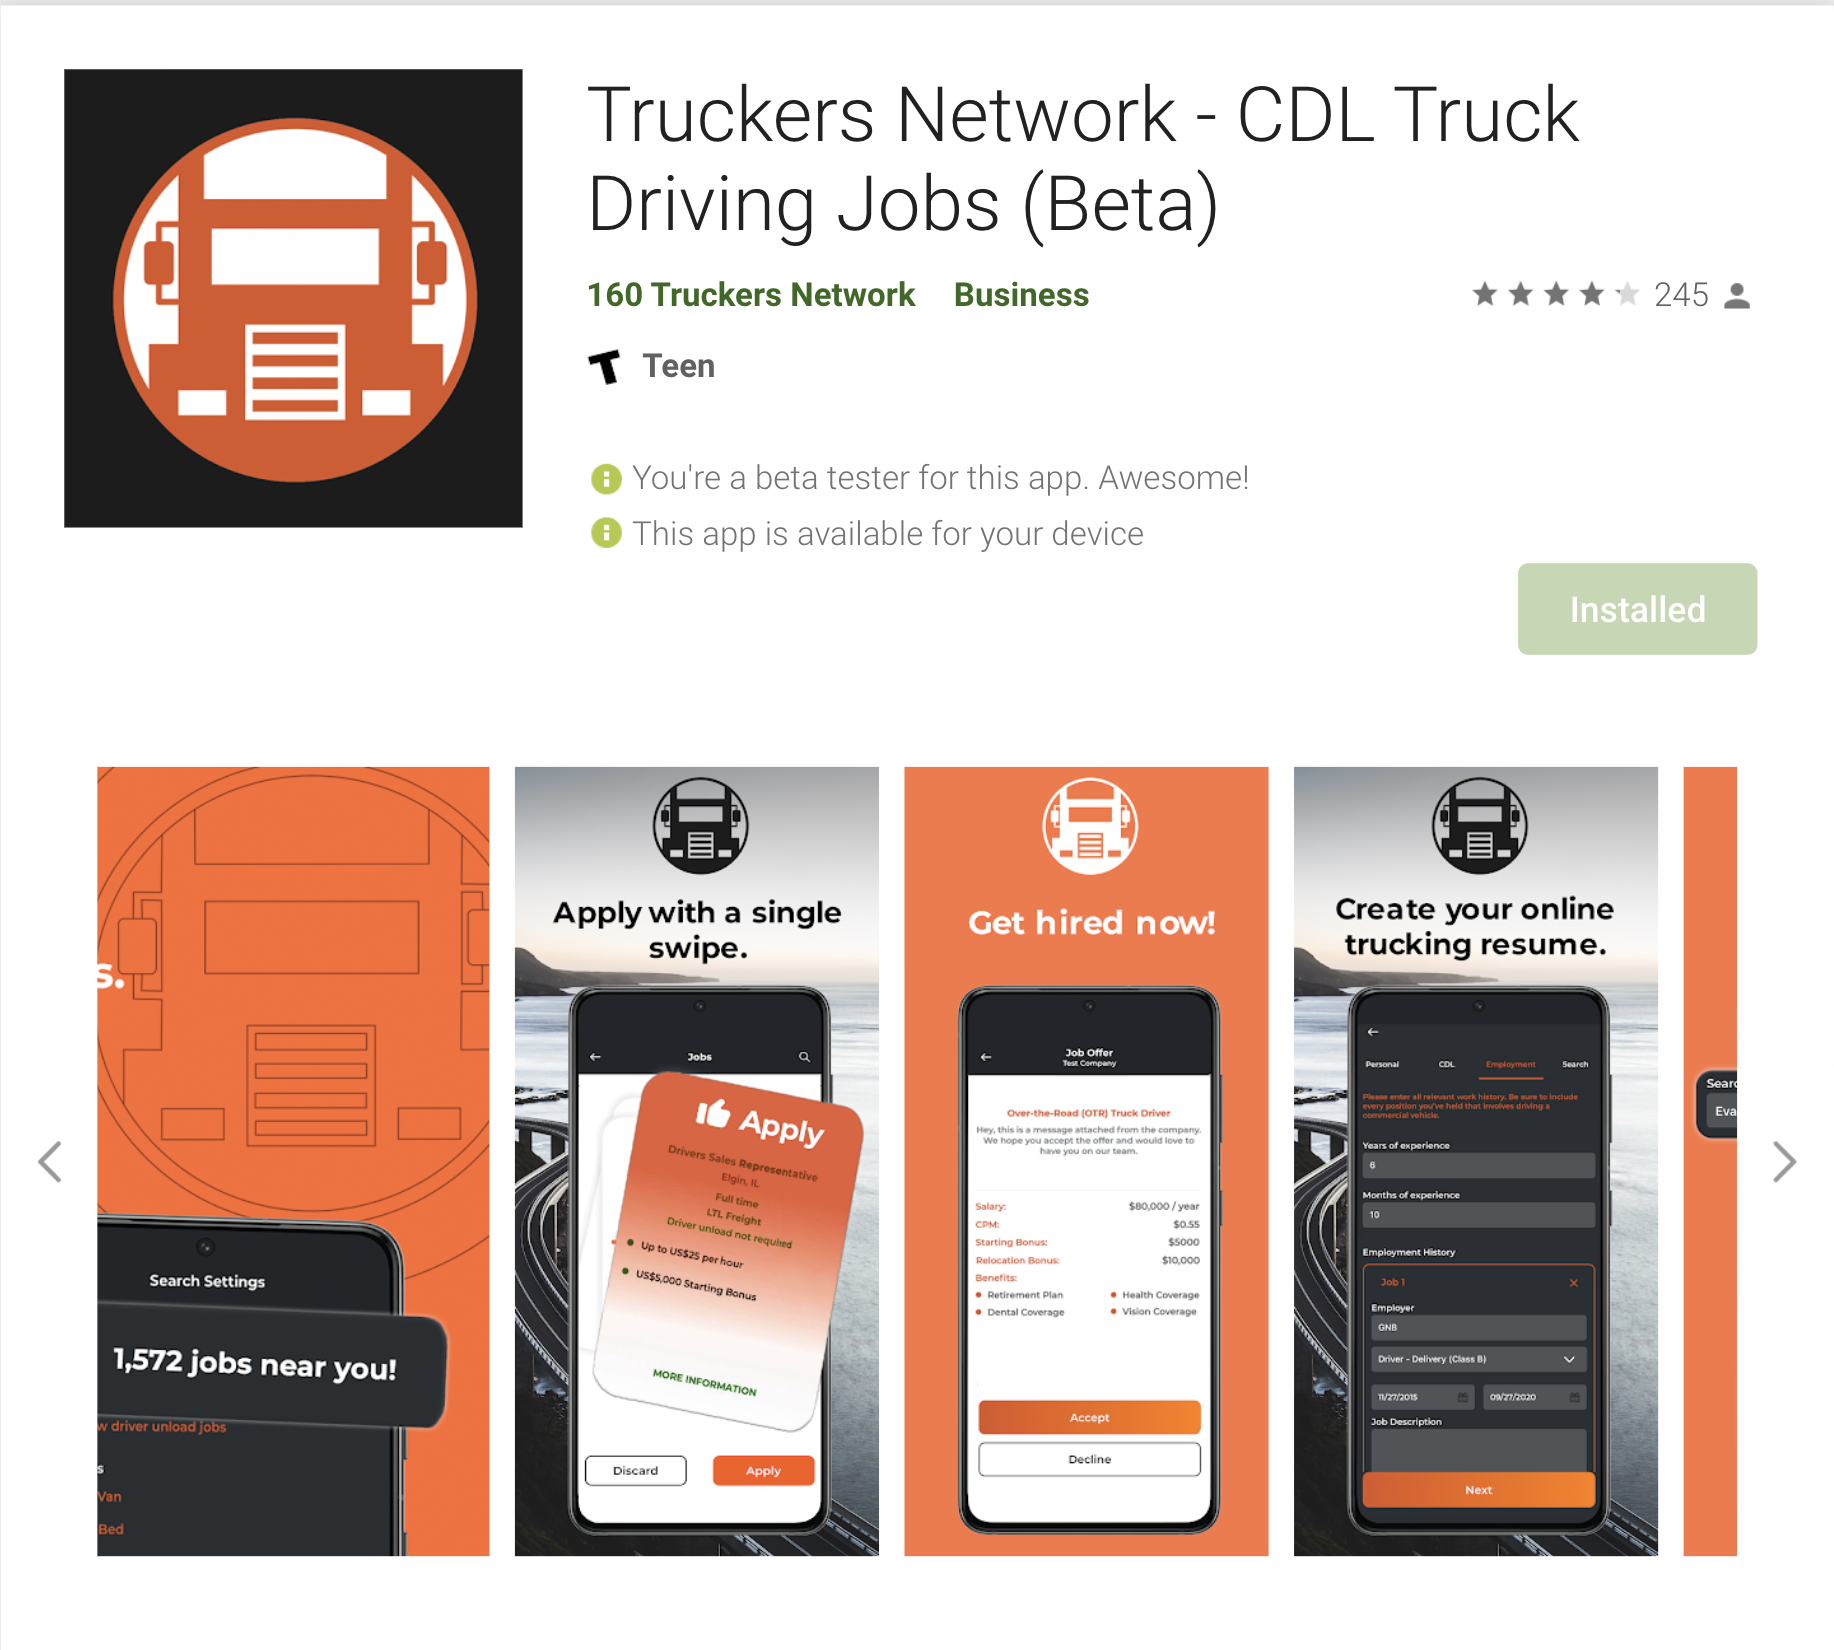 Truckers Network - CDL Truck
Driving Jobs (Beta)
160 Truckers Network Business
245
T Teen
You're a beta tester for this app. Awesome!
This app is available for your device
Installed
s.
Search Settings
1,572 jobs near you!
w driver unload jobs
s
Van
Bed
Apply with a single
swipe.
Jobs
Apply
Drivers Sales Representative
Elgin, IL
Full time
LTL Freight
Driver unload not required
Up to US$25 per hour
US$5,000 Starting Bonus
MORE INFORMATION
Discard Apply
Get hired now!
Job Offer
Test Company
Over-the-Road (OTR) Truck Driver
Hey, this is a message attached from the company.
We hope you accept the offer and would love to
have you on our team.
Salary: $80,000 / year
CPM: $0.55
Starting Bonus: $5000
Relocation Bonus: $10,000
Benefits:
Retirement Plan Health Coverage
Dental Coverage Vision Coverage
Accept
Decline
Create your online
trucking resume.
Personal CDL Employment Search
Please enter all relevant work history. Be sure to include
every position you've held that involves driving a
commercial vehicle.
Years of experience
6
Months of experience
10
Employment History
Job 1
Employer
GNB
Driver - Delivery (Class B)
11/27/2015 09/27/2020
Job Description
Next
Searc
Eva